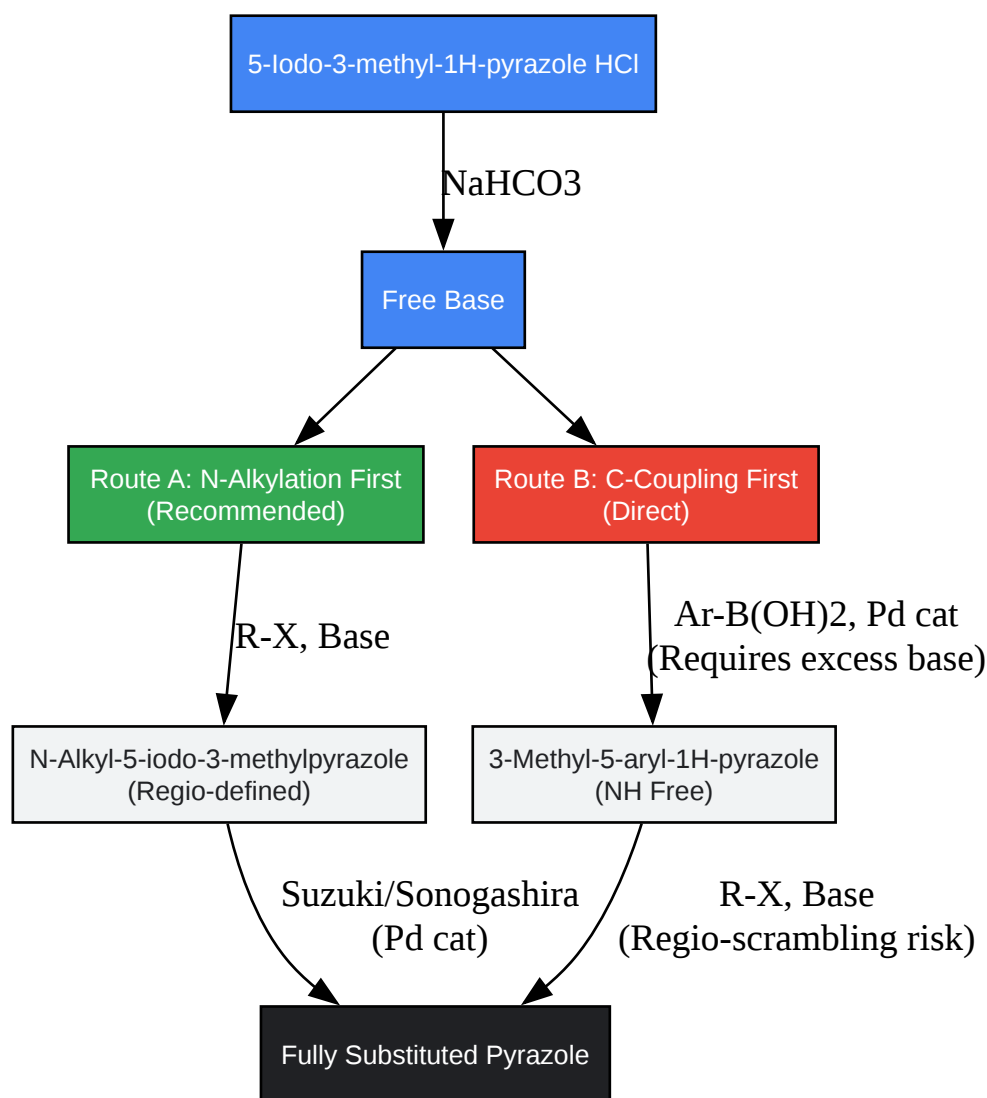 5-Iodo-3-methyl-1H-pyrazole HCl
NaHCO3
Free Base
Route A: N-Alkylation First
(Recommended)
Route B: C-Coupling First
(Direct)
R-X, Base
Ar-B(OH)2, Pd cat
(Requires excess base)
N-Alkyl-5-iodo-3-methylpyrazole
(Regio-defined)
3-Methyl-5-aryl-1H-pyrazole
(NH Free)
Suzuki/Sonogashira
(Pd cat)
R-X, Base
(Regio-scrambling risk)
Fully Substituted Pyrazole